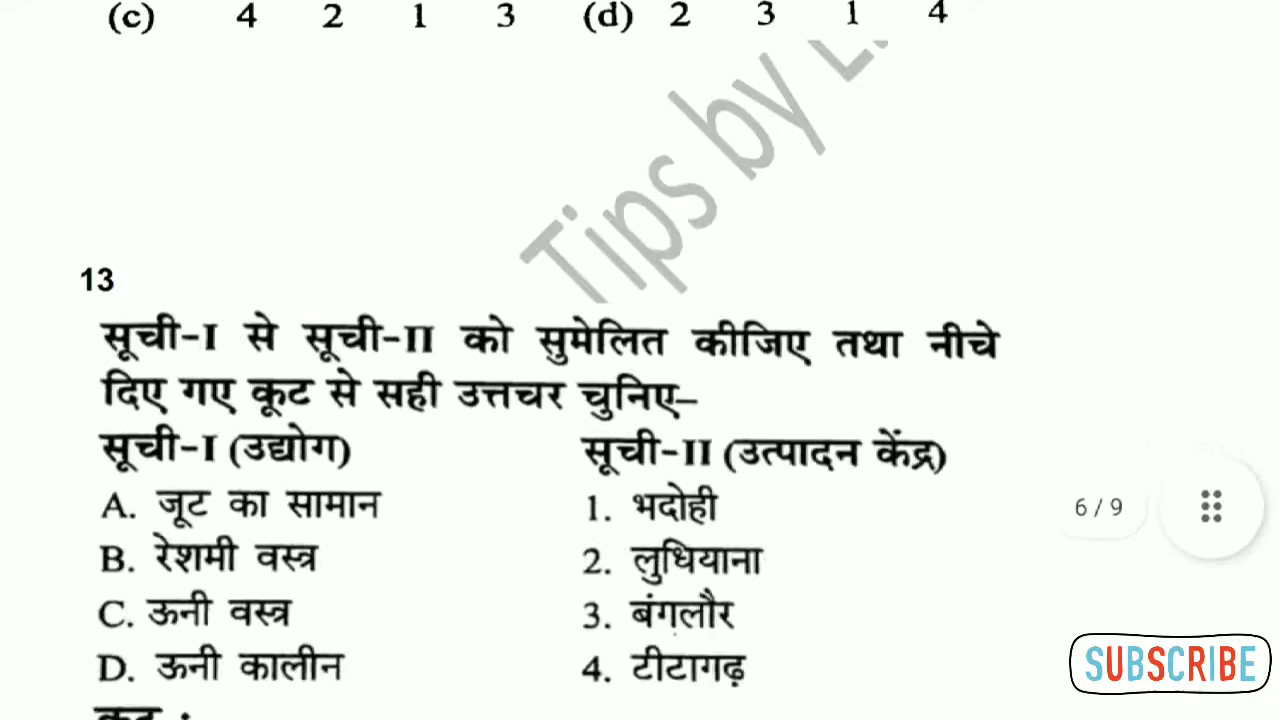 (c) 4 2 1 3 (d) 2 3 1 4
Tips by
13
सूची-I से सूची-II को सुमेलित कीजिए तथा नीचे
दिए गए कूट से सही उत्तचर चुनिए–
सूची-I (उद्योग) सूची-II (उत्पादन केंद्र)
A. जूट का सामान 1. भदोही
B. रेशमी वस्त्र 2. लुधियाना
C. ऊनी वस्त्र 3. बंगलौर
D. ऊनी कालीन 4. टीटागढ़
6 / 9
SUBSCRIBE